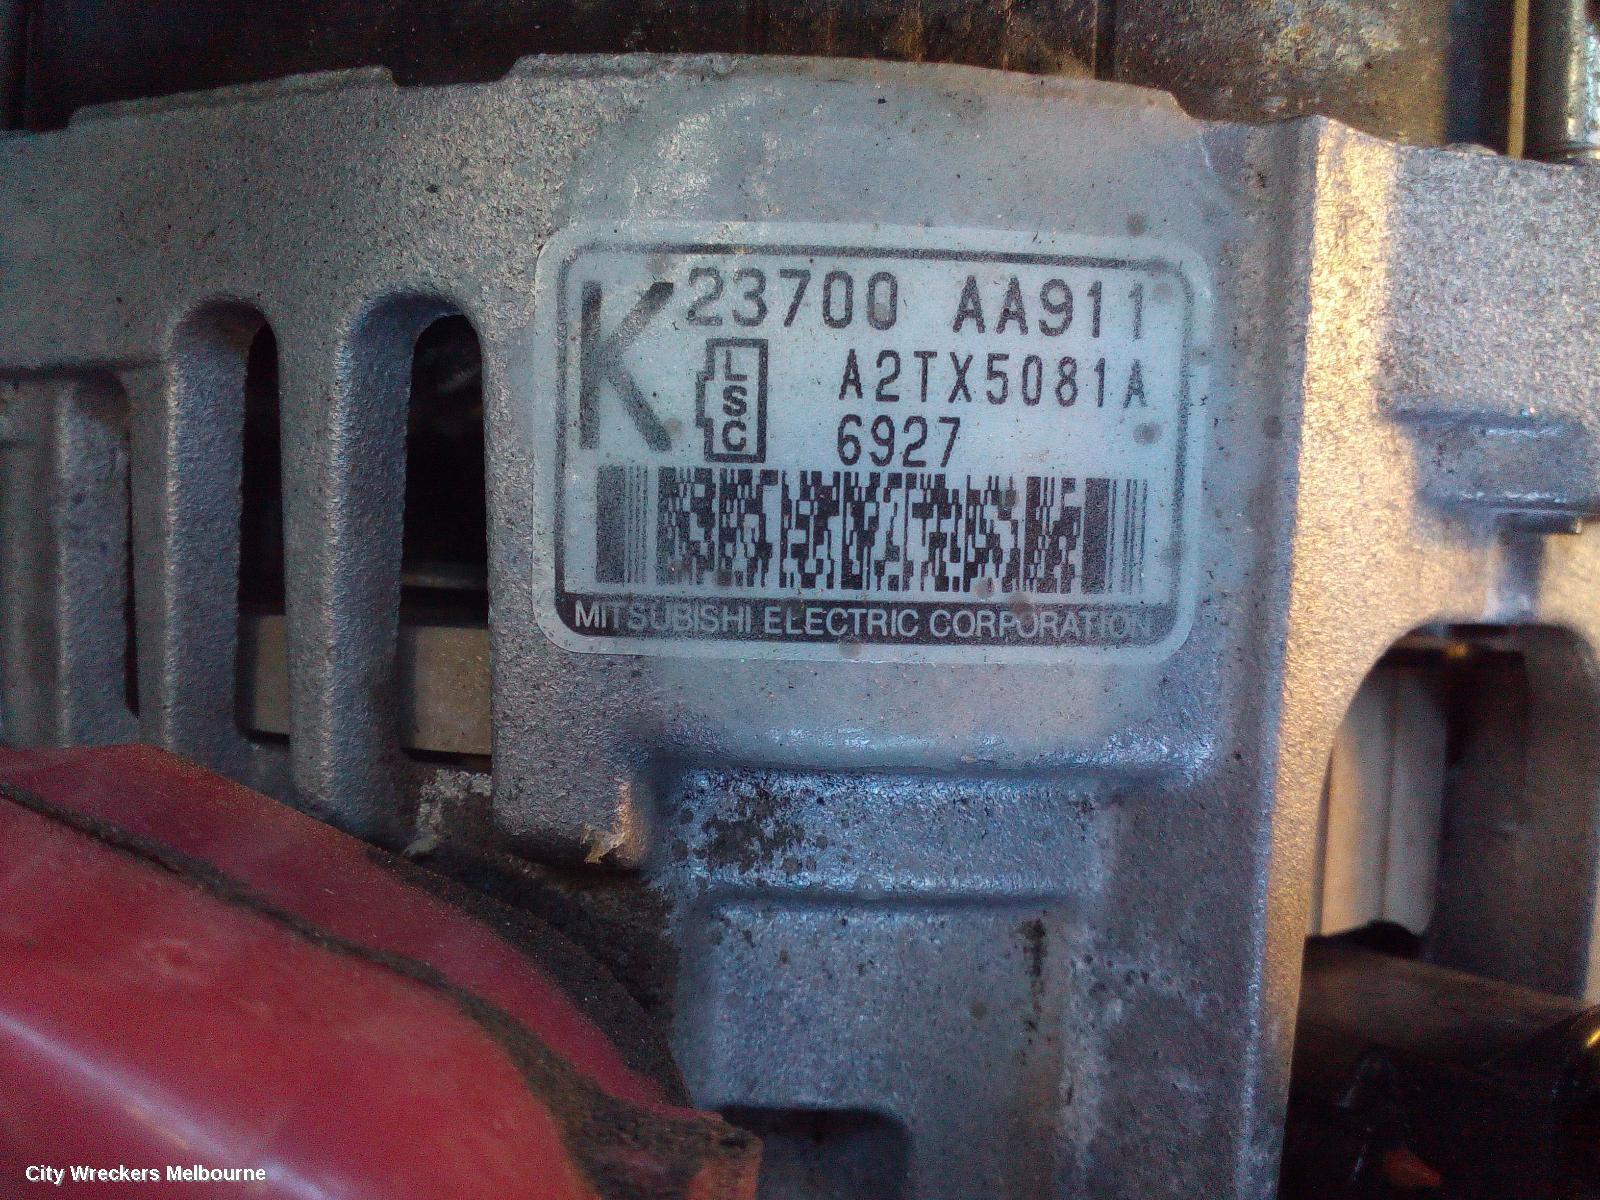 K 23700 AA911
LSC A2TX5081A
6927
MITSUBISHI ELECTRIC CORPORATION
City Wreckers Melbourne